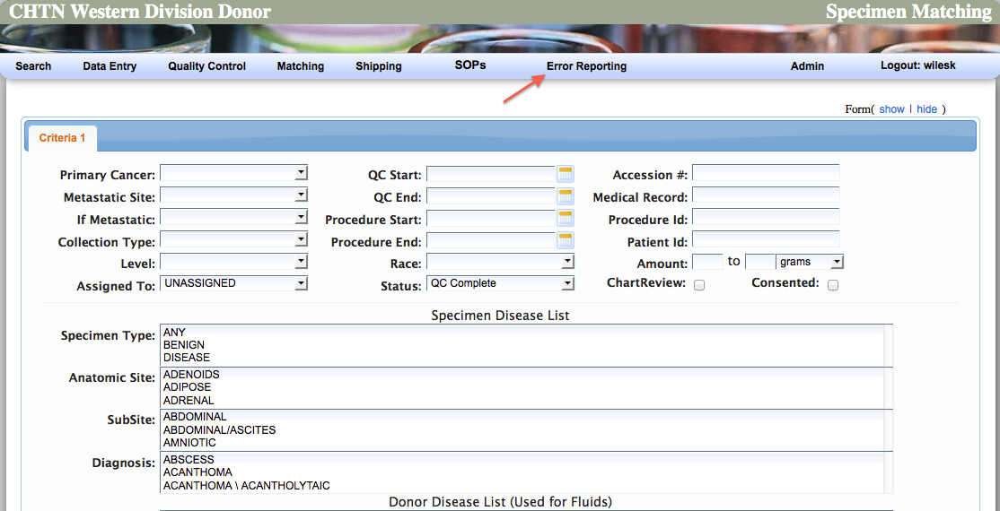 CHTN Western Division Donor Specimen Matching
Search Data Entry Quality Control Matching Shipping SOPs Error Reporting Admin Logout: wilesk
Form( show | hide )
Criteria 1
Primary Cancer: QC Start: Accession #:
Metastatic Site: QC End: Medical Record:
If Metastatic: Procedure Start: Procedure Id:
Collection Type: Procedure End: Patient Id:
Level: Race: Amount: to grams
Assigned To: UNASSIGNED Status: QC Complete ChartReview: Consented:
Specimen Disease List
Specimen Type: ANY
BENIGN
DISEASE
Anatomic Site: ADENOIDS
ADIPOSE
ADRENAL
SubSite: ABDOMINAL
ABDOMINAL/ASCITES
AMNIOTIC
Diagnosis: ABSCESS
ACANTHOMA
ACANTHOMA \ ACANTHOLYTAIC
Donor Disease List (Used for Fluids)